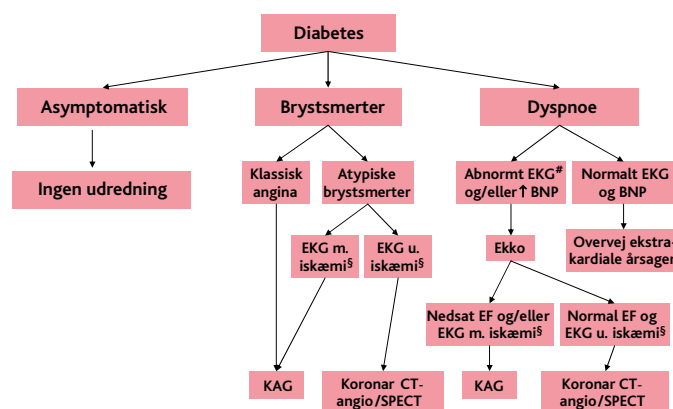 Diabetes
Asymptomatisk
Brystsmerter
Dyspnoe
Ingen udredning
Klassisk
angina
Atypiske
brystsmerter
Abnormt EKG#
og/eller↑ BNP
Normalt EKG
og BNP
EKG m.
iskæmi§
EKG u.
iskæmi§
Ekko
Overvej ekstra-
kardiale årsager
Nedsat EF og/eller
EKG m. iskæmi§
Normal EF og
EKG u. iskæmi§
KAG
Koronar CT-
angio/SPECT
KAG
Koronar CT-
angio/SPECT